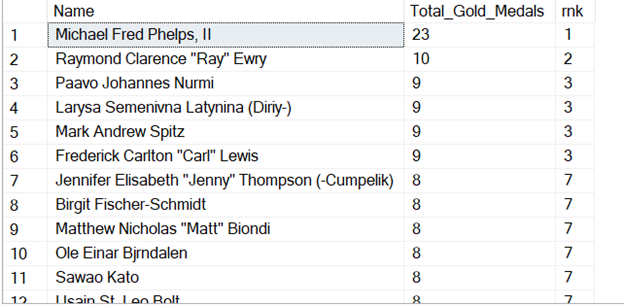 Name Total_Gold_Medals rnk
1 Michael Fred Phelps, II 23 1
2 Raymond Clarence "Ray" Ewry 10 2
3 Paavo Johannes Nurmi 9 3
4 Larysa Semenivna Latynina (Diriy-) 9 3
5 Mark Andrew Spitz 9 3
6 Frederick Carlton "Carl" Lewis 9 3
7 Jennifer Elisabeth "Jenny" Thompson (-Cumpelik) 8 7
8 Birgit Fischer-Schmidt 8 7
9 Matthew Nicholas "Matt" Biondi 8 7
10 Ole Einar Bjrndalen 8 7
11 Sawao Kato 8 7
12 Usain St. Leo Bolt 8 7